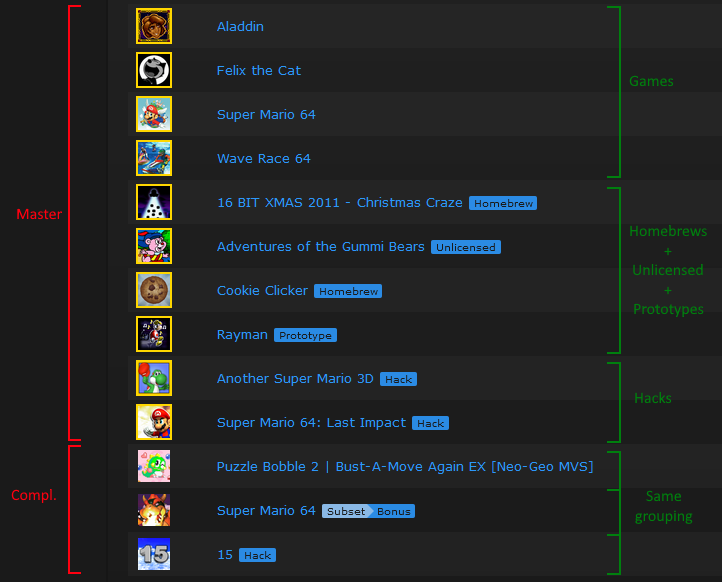 Aladdin
Felix the Cat
Games
Super Mario 64
Wave Race 64
Master
16 BIT XMAS 2011 - Christmas Craze Homebrew
Homebrews
+
Unlicensed
+
Prototypes
Adventures of the Gummi Bears Unlicensed
Cookie Clicker Homebrew
Rayman Prototype
Another Super Mario 3D Hack
Hacks
Super Mario 64: Last Impact Hack
Puzzle Bobble 2 | Bust-A-Move Again EX [Neo-Geo MVS]
Compl.
Same
grouping
Super Mario 64 Subset Bonus
15
15 Hack